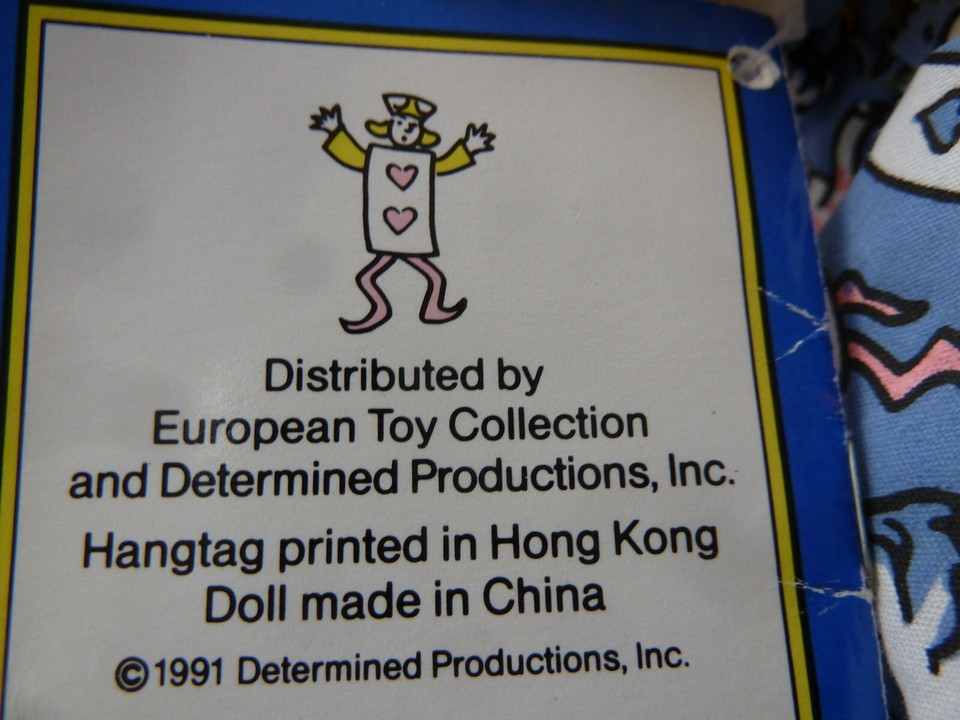 Distributed by
European Toy Collection
and Determined Productions, Inc.
Hangtag printed in Hong Kong
Doll made in China
©1991 Determined Productions, Inc.